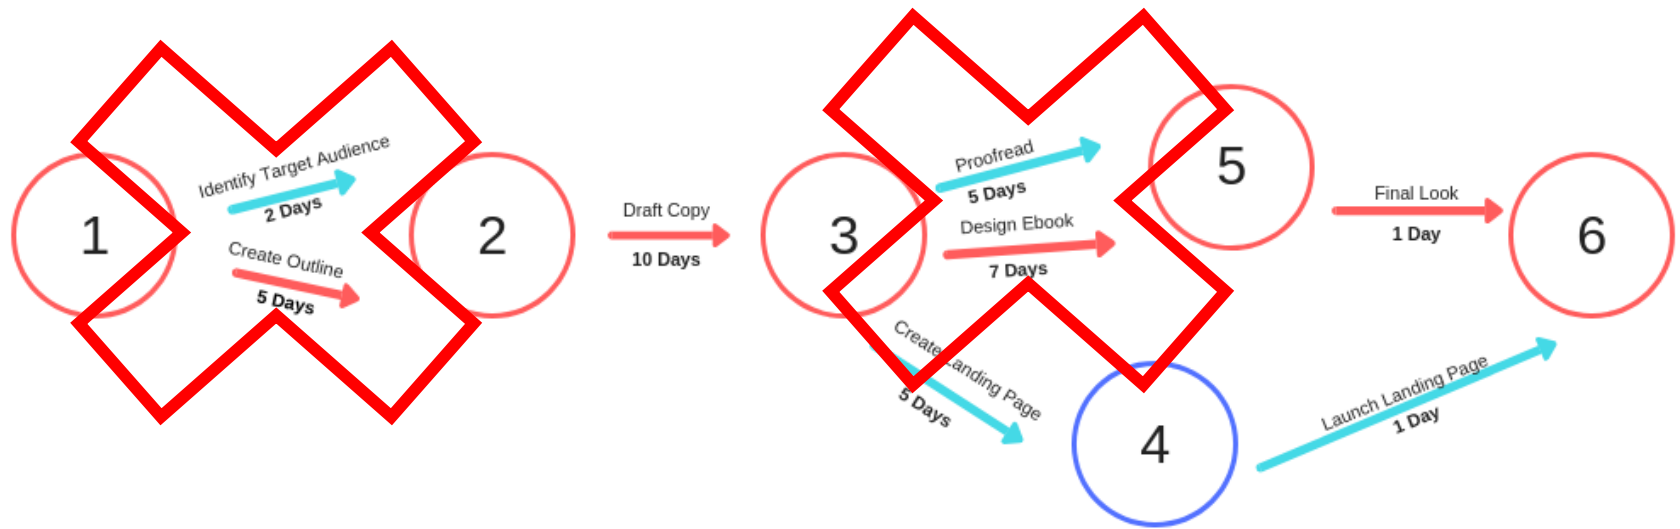 1
Identify Target Audience
2 Days
Create Outline
5 Days
2
Draft Copy
10 Days
3
Proofread
5 Days
Design Ebook
7 Days
Create Landing Page
5 Days
5
4
Final Look
1 Day
Launch Landing Page
1 Day
6